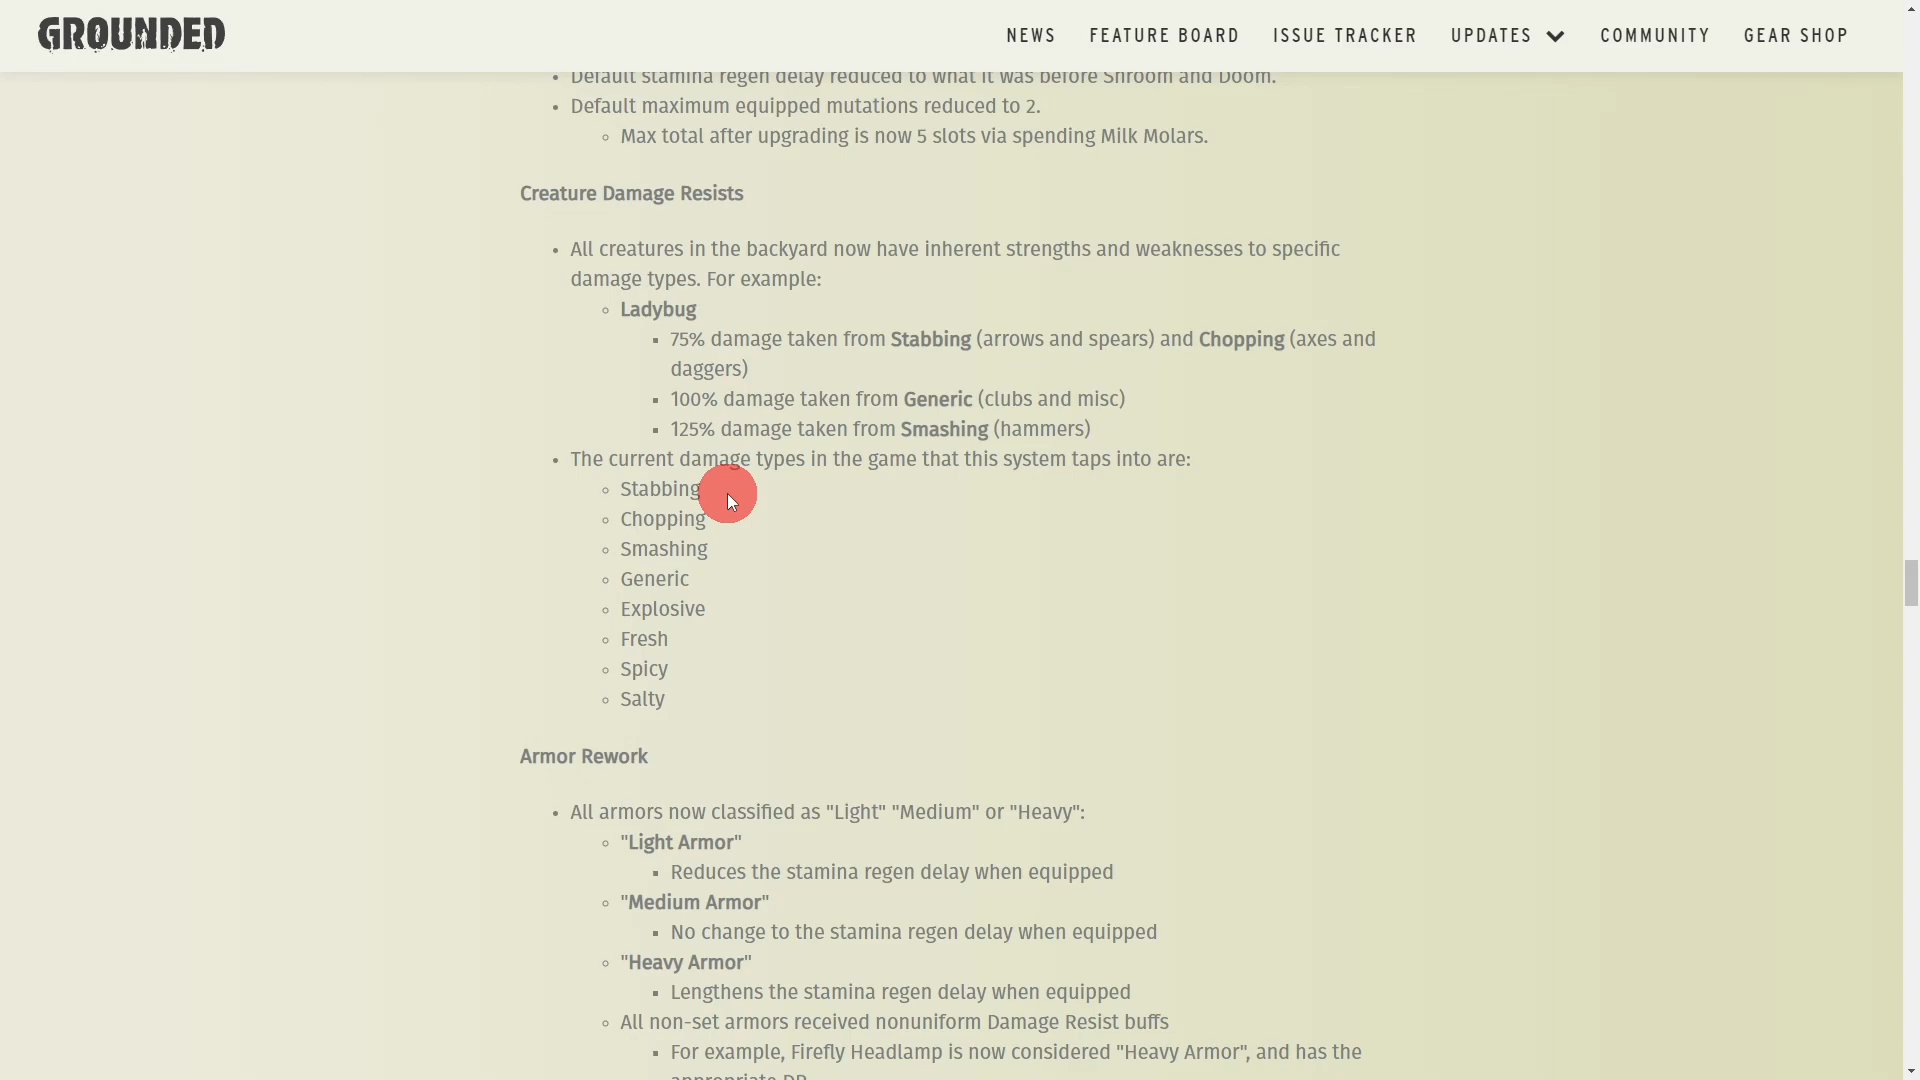 GROUNDED
NEWS FEATURE BOARD ISSUE TRACKER UPDATES COMMUNITY GEAR SHOP
Default stamina regen delay reduced to what it was before Shroom and Doom.
Default maximum equipped mutations reduced to 2.
Max total after upgrading is now 5 slots via spending Milk Molars.
Creature Damage Resists
All creatures in the backyard now have inherent strengths and weaknesses to specific
damage types. For example:
Ladybug
75% damage taken from Stabbing (arrows and spears) and Chopping (axes and
daggers)
100% damage taken from Generic (clubs and misc)
125% damage taken from Smashing (hammers)
The current damage types in the game that this system taps into are:
Stabbing
Chopping
Smashing
Generic
Explosive
Fresh
Spicy
Salty
Armor Rework
All armors now classified as "Light" "Medium" or "Heavy":
"Light Armor"
Reduces the stamina regen delay when equipped
"Medium Armor"
No change to the stamina regen delay when equipped
"Heavy Armor"
Lengthens the stamina regen delay when equipped
All non-set armors received nonuniform Damage Resist buffs
For example, Firefly Headlamp is now considered "Heavy Armor", and has the
appropriate DR